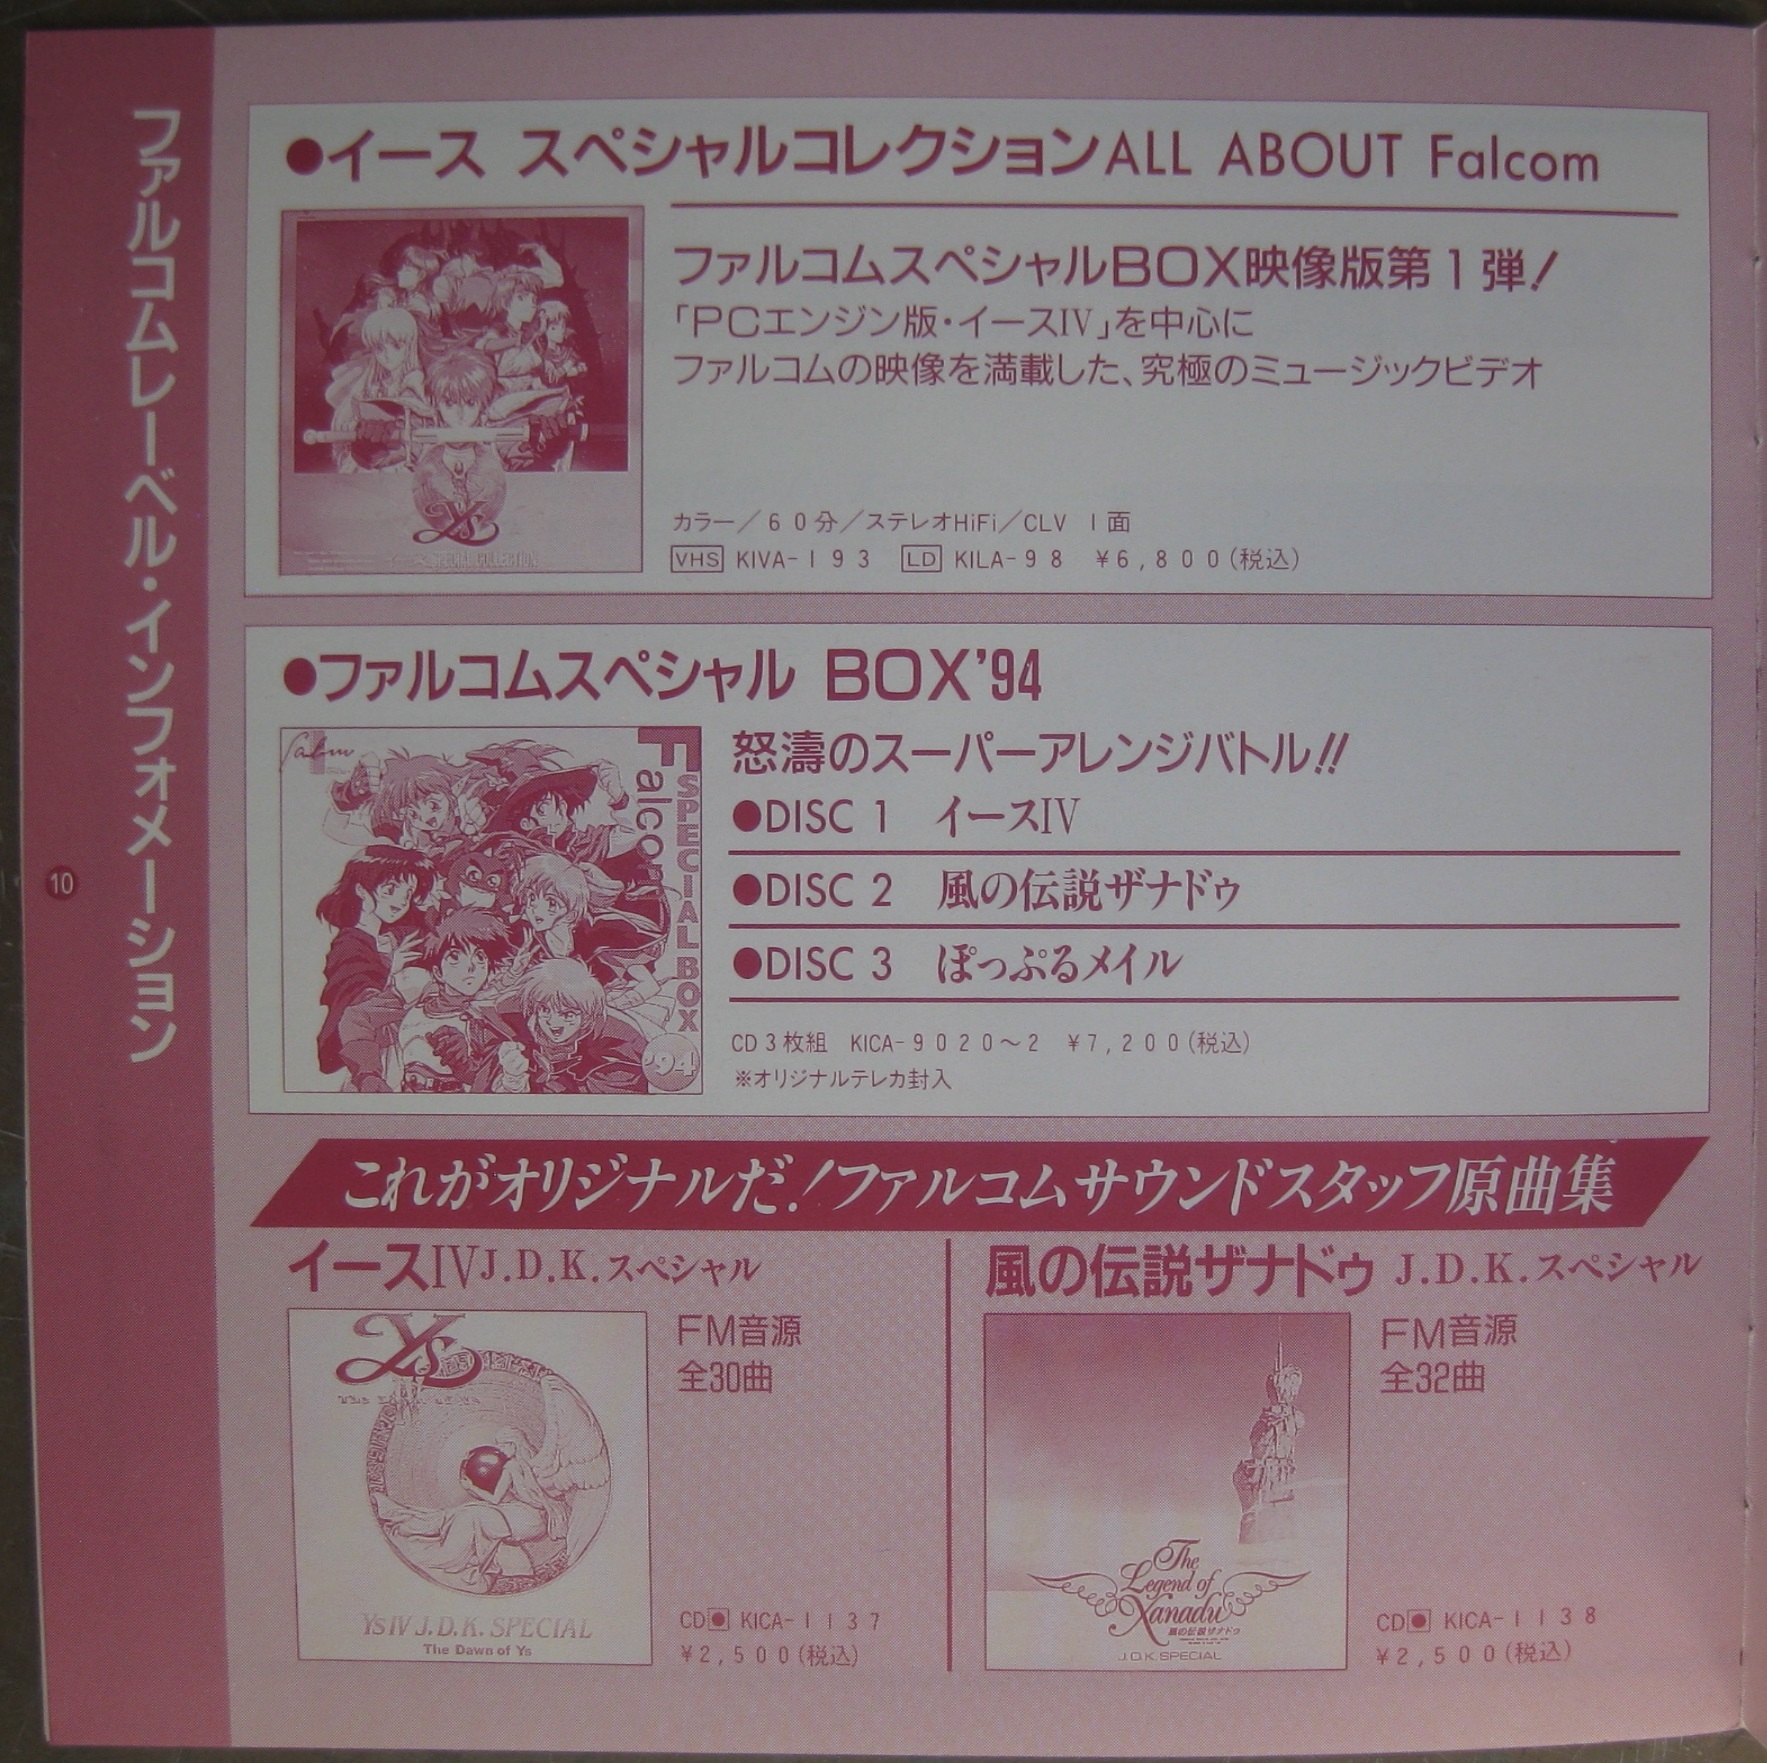 ファルコムレーベル・インフォメーション
10
●イース スペシャルコレクションALL ABOUT Falcom
ファルコムスペシャルBOX映像版第1弾!
「PCエンジン版・イースIV」を中心に
ファルコムの映像を満載した、究極のミュージックビデオ
Ys
カラー/60分/ステレオHiFi/CLV 1面
VHS KIVA-193 LD KILA-98 ¥6,800(税込)
●ファルコムスペシャル BOX'94
Falcom
SPECIAL BOX
'94
怒濤のスーパーアレンジバトル!!
●DISC 1 イースIV
●DISC 2 風の伝説ザナドゥ
●DISC 3 ぽっぷるメイル
CD3枚組 KICA-9020～2 ¥7,200(税込)
※オリジナルテレカ封入
これがオリジナルだ!ファルコムサウンドスタッフ原曲集
イースIV J.D.K.スペシャル
Ys
Ys IV J.D.K. SPECIAL
The Dawn of Ys
FM音源
全30曲
CD KICA-1137
¥2,500(税込)
風の伝説ザナドゥ J.D.K.スペシャル
The
Legend of
Xanadu
風の伝説ザナドゥ
J.D.K. SPECIAL
FM音源
全32曲
CD KICA-1138
¥2,500(税込)